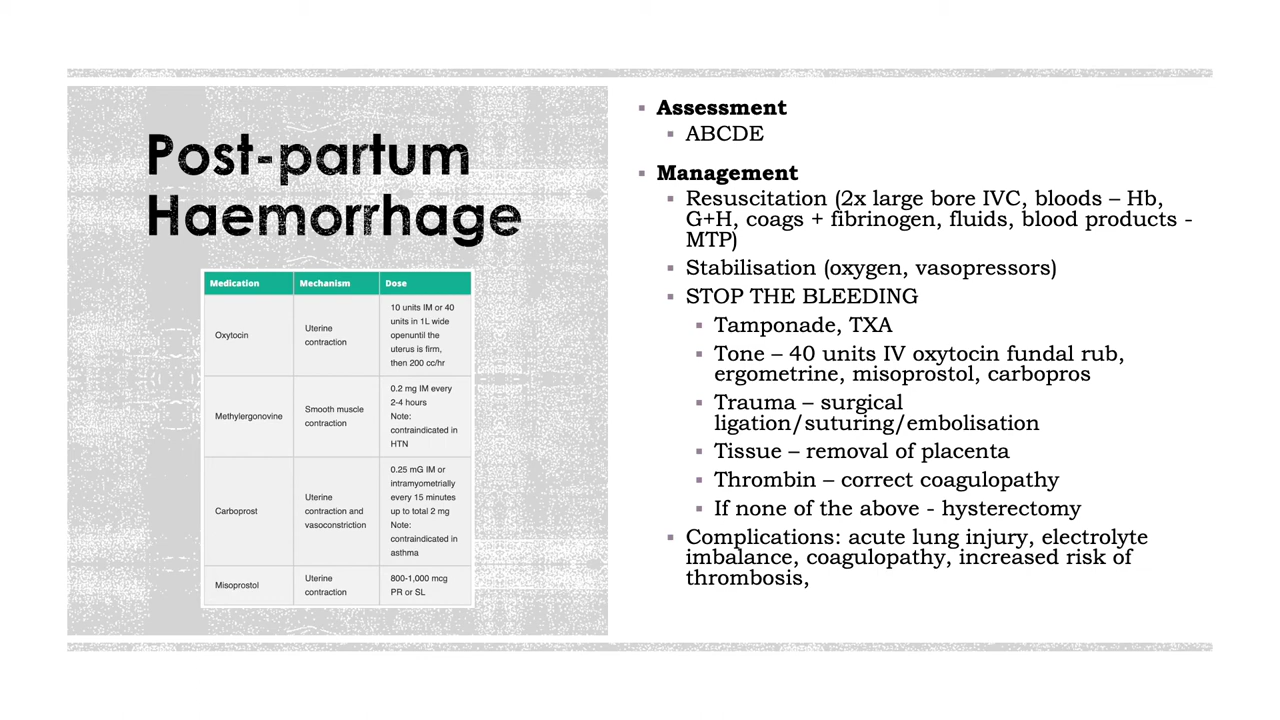 Post-partum
Haemorrhage
Medication Mechanism Dose
Oxytocin
Uterine
contraction
10 units IM or 40
units in 1L wide
openuntil the
uterus is firm,
then 200 cc/hr
Methylergonovine
Smooth muscle
contraction
0.2 mg IM every
2-4 hours
Note:
contraindicated in
HTN
Carboprost
Uterine
contraction and
vasoconstriction
0.25 mG IM or
intramyometrially
every 15 minutes
up to total 2 mg
Note:
contraindicated in
asthma
Misoprostol
Uterine
contraction
800-1,000 mcg
PR or SL
Assessment
ABCDE
Management
Resuscitation (2x large bore IVC, bloods – Hb,
G+H, coags + fibrinogen, fluids, blood products -
MTP)
Stabilisation (oxygen, vasopressors)
STOP THE BLEEDING
Tamponade, TXA
Tone – 40 units IV oxytocin fundal rub,
ergometrine, misoprostol, carbopros
Trauma – surgical
ligation/suturing/embolisation
Tissue – removal of placenta
Thrombin – correct coagulopathy
If none of the above - hysterectomy
Complications: acute lung injury, electrolyte
imbalance, coagulopathy, increased risk of
thrombosis,